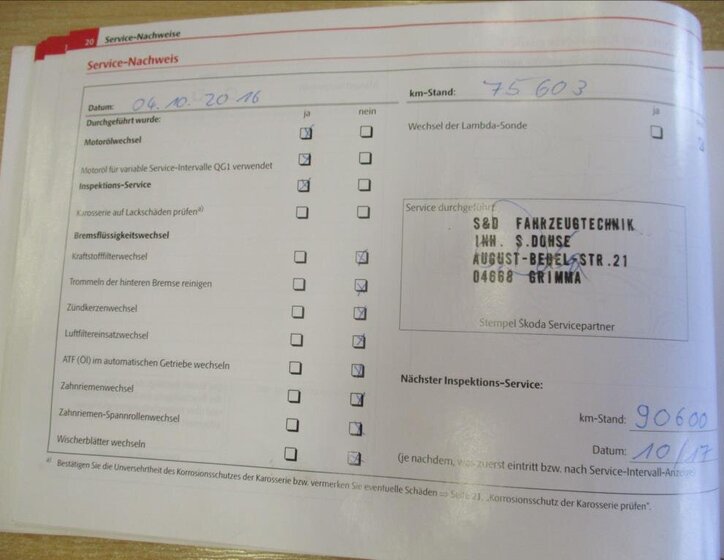 20 Service-Nachweise
Service-Nachweis
Datum: 04.10.2016
km-Stand: 75 603
Durchgeführt wurde: ja nein
ja
Motorölwechsel
Wechsel der Lambda-Sonde
Motoröl für variable Service-Intervalle QG1 verwendet
Inspektions-Service
Karosserie auf Lackschäden prüfen a)
Bremsflüssigkeitswechsel
Kraftstofffilterwechsel
Trommeln der hinteren Bremse reinigen
Zündkerzenwechsel
Luftfiltereinsatzwechsel
ATF (Öl) im automatischen Getriebe wechseln
Zahnriemenwechsel
Zahnriemen-Spannrollenwechsel
Wischerblätter wechseln
Service durchgeführt
S&D FAHRZEUGTECHNIK
INH. S.DOHSE
AUGUST-BEBEL-STR.21
04668 GRIMMA
Stempel Škoda Servicepartner
Nächster Inspektions-Service:
km-Stand: 90600
Datum: 10/17
(je nachdem, was zuerst eintritt bzw. nach Service-Intervall-Anzeige)
a) Bestätigen Sie die Unversehrtheit des Korrosionsschutzes der Karosserie bzw. vermerken Sie eventuelle Schäden ⇒ Seite 23, „Korrosionsschutz der Karosserie prüfen".